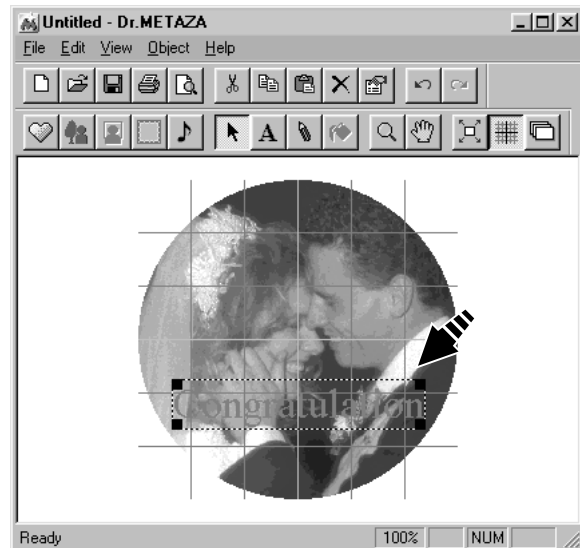 Untitled - Dr.METAZA
File Edit View Object Help
A
Congratulation
Ready 100% NUM